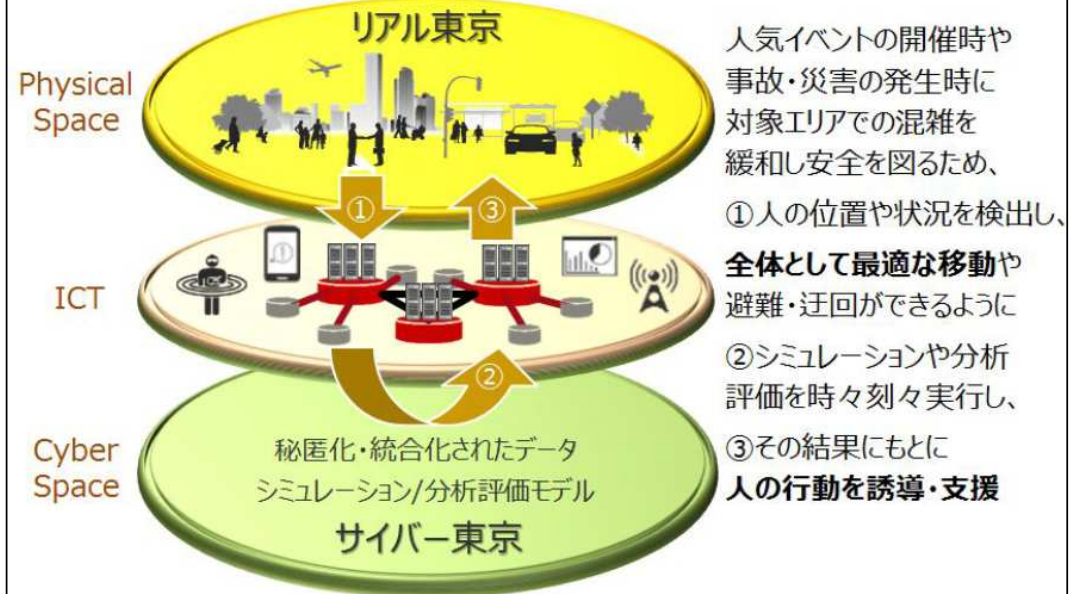 リアル東京
Physical
Space
①
③
ICT
②
Cyber
Space
秘匿化・統合化されたデータ
シミュレーション/分析評価モデル
サイバー東京
人気イベントの開催時や
事故・災害の発生時に
対象エリアでの混雑を
緩和し安全を図るため、
①人の位置や状況を検出し、
全体として最適な移動や
避難・迂回ができるように
②シミュレーションや分析
評価を時々刻々実行し、
③その結果にもとに
人の行動を誘導・支援